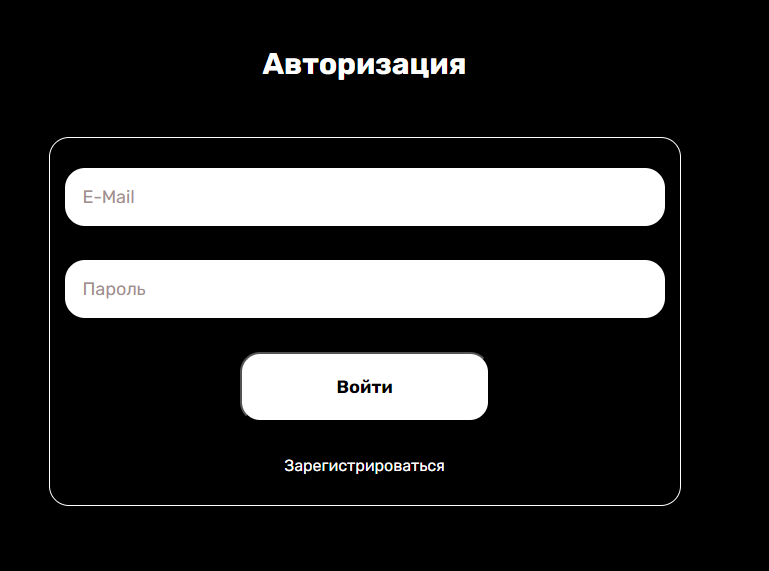 Авторизация
E-Mail
Пароль
Войти
Зарегистрироваться